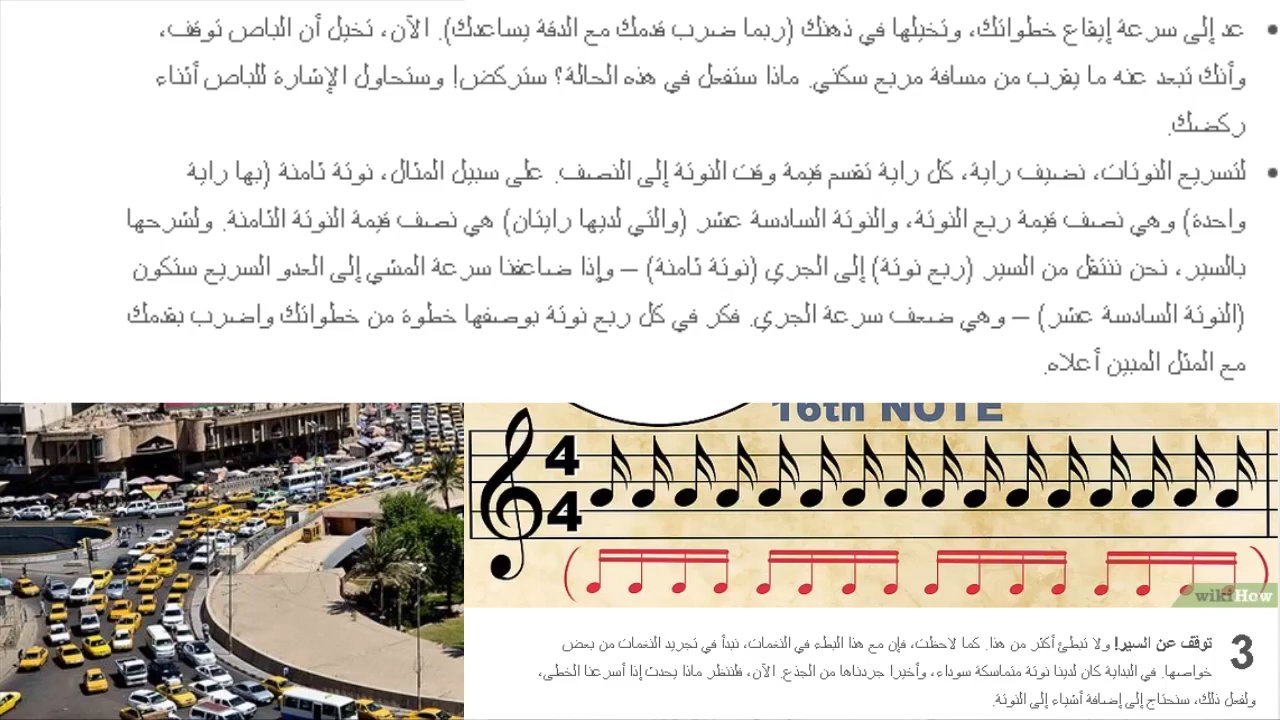 عد إلى سرعة إيقاع خطواتك، وتخيلها في ذهنك (ربما ضرب قدمك مع الدقة يساعدك). الآن، تخيل أن الباص توقف،
وأنك تبعد عنه ما يقرب من مسافة مربع سكني. ماذا ستفعل في هذه الحالة؟ ستركض! وستحاول الإشارة للباص أثناء
ركضك.
لتسريع النوتات، نضيف راية، كل راية تقسم قيمة وقت النوتة إلى النصف. على سبيل المثال، نوتة ثامنة (بها راية
واحدة) وهي نصف قيمة ربع النوتة، والنوتة السادسة عشر (والتي لديها رايتان) هي نصف قيمة النوتة الثامنة. ولشرحها
بالسير، نحن ننتقل من السير (ربع نوتة) إلى الجري (نوتة ثامنة) – وإذا ضاعفنا سرعة المشي إلى العدو السريع ستكون
(النوتة السادسة عشر) – وهي ضعف سرعة الجري. فكر في كل ربع نوتة بوصفها خطوة من خطواتك واضرب بقدمك
مع المثل المبين أعلاه.
16th NOTE
4
4
wikiHow
3 توقف عن السير! ولا تبطئ أكثر من هذا. كما لاحظت، فإن مع هذا البطء في النغمات، نبدأ في تجريد النغمات من بعض
خواصها. في البداية كان لدينا نوتة متماسكة سوداء، وأخيرا جردناها من الجذع. الآن، فلننظر ماذا يحدث إذا أسرعنا الخطى،
ولفعل ذلك، سنحتاج إلى إضافة أشياء إلى النوتة.